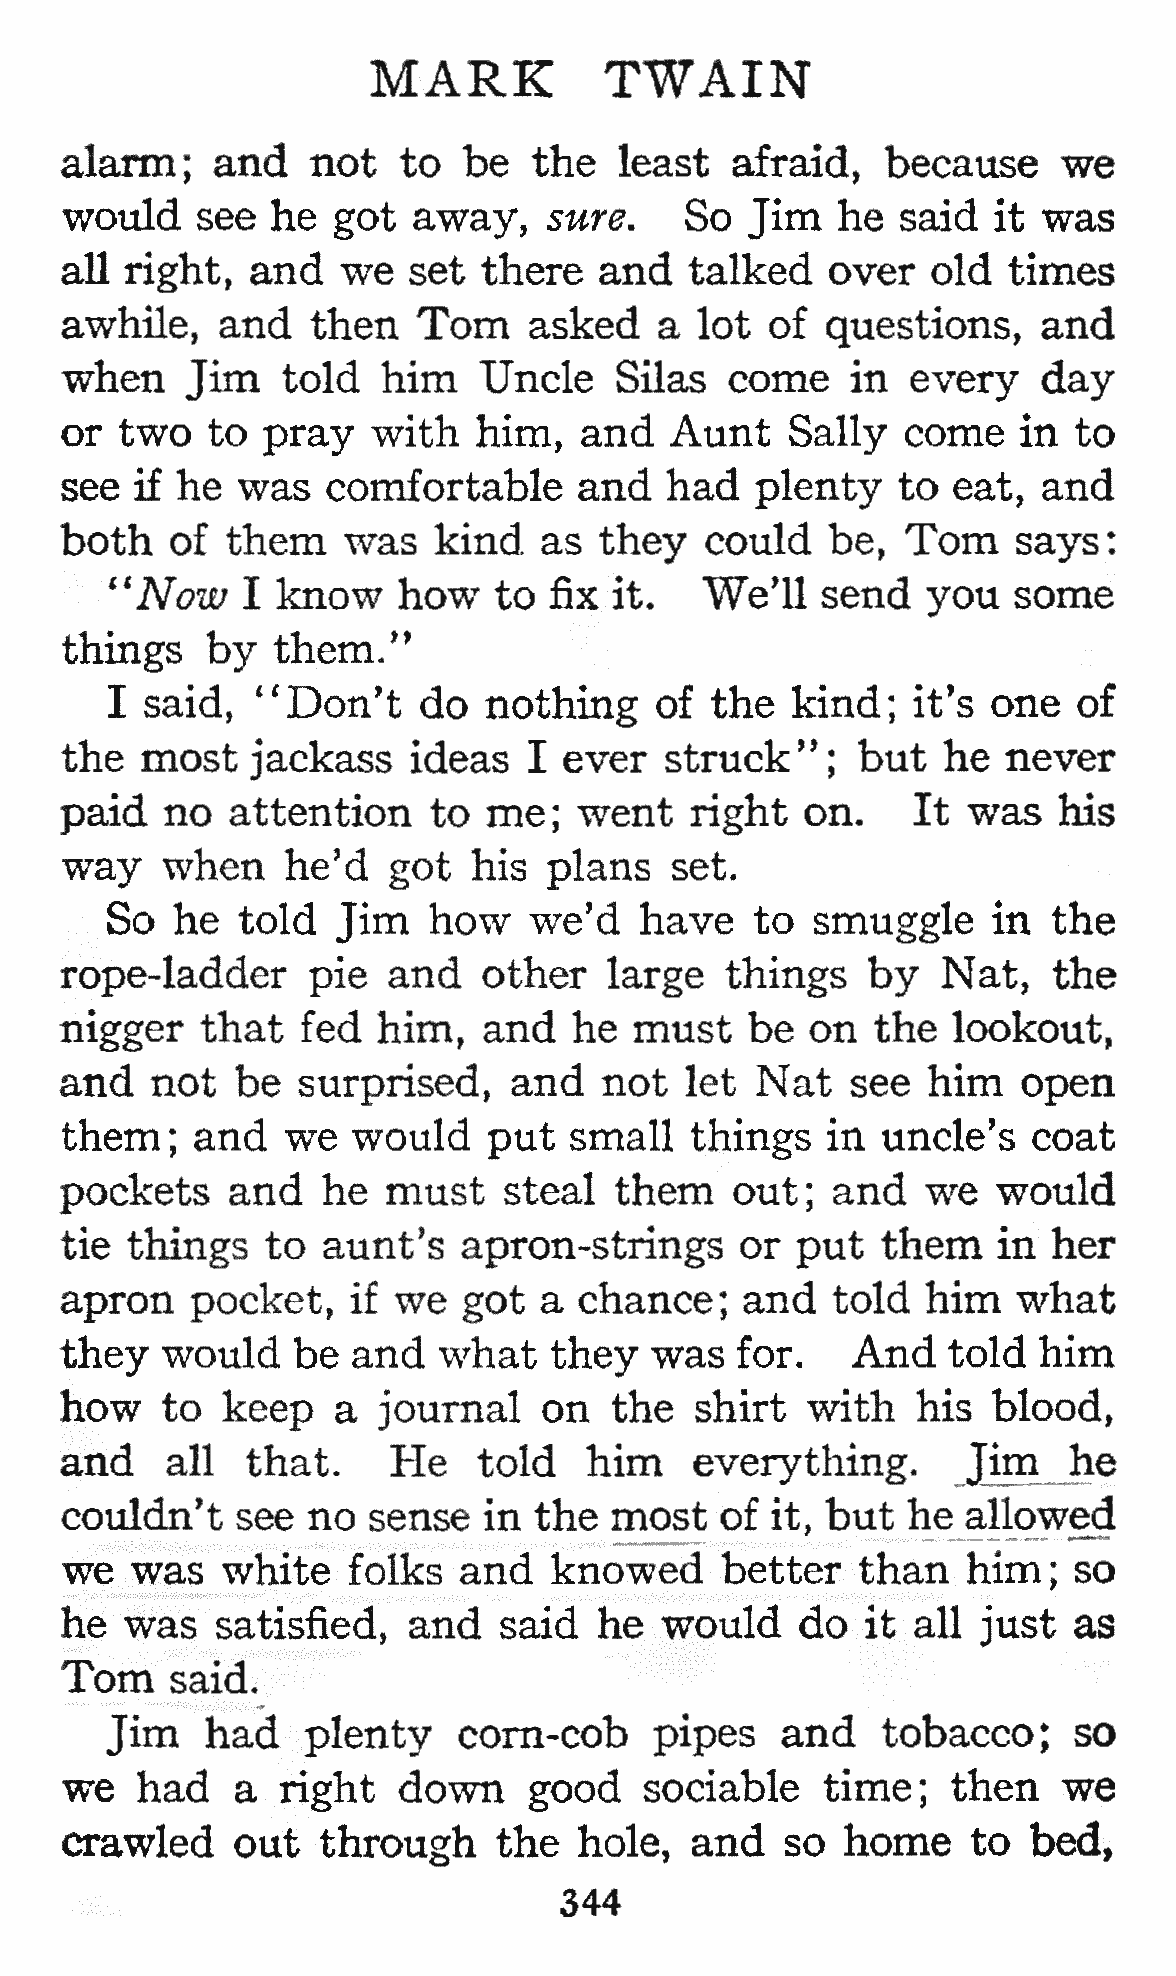 MARK TWAIN
alarm; and not to be the least afraid, because we
would see he got away, sure. So Jim he said it was
all right, and we set there and talked over old times
awhile, and then Tom asked a lot of questions, and
when Jim told him Uncle Silas come in every day
or two to pray with him, and Aunt Sally come in to
see if he was comfortable and had plenty to eat, and
both of them was kind as they could be, Tom says:
"Now I know how to fix it. We'll send you some
things by them."
I said, "Don't do nothing of the kind; it's one of
the most jackass ideas I ever struck"; but he never
paid no attention to me; went right on. It was his
way when he'd got his plans set.
So he told Jim how we'd have to smuggle in the
rope-ladder pie and other large things by Nat, the
nigger that fed him, and he must be on the lookout,
and not be surprised, and not let Nat see him open
them; and we would put small things in uncle's coat
pockets and he must steal them out; and we would
tie things to aunt's apron-strings or put them in her
apron pocket, if we got a chance; and told him what
they would be and what they was for. And told him
how to keep a journal on the shirt with his blood,
and all that. He told him everything. Jim he
couldn't see no sense in the most of it, but he allowed
we was white folks and knowed better than him; so
he was satisfied, and said he would do it all just as
Tom said.
Jim had plenty corn-cob pipes and tobacco; so
we had a right down good sociable time; then we
crawled out through the hole, and so home to bed,
344